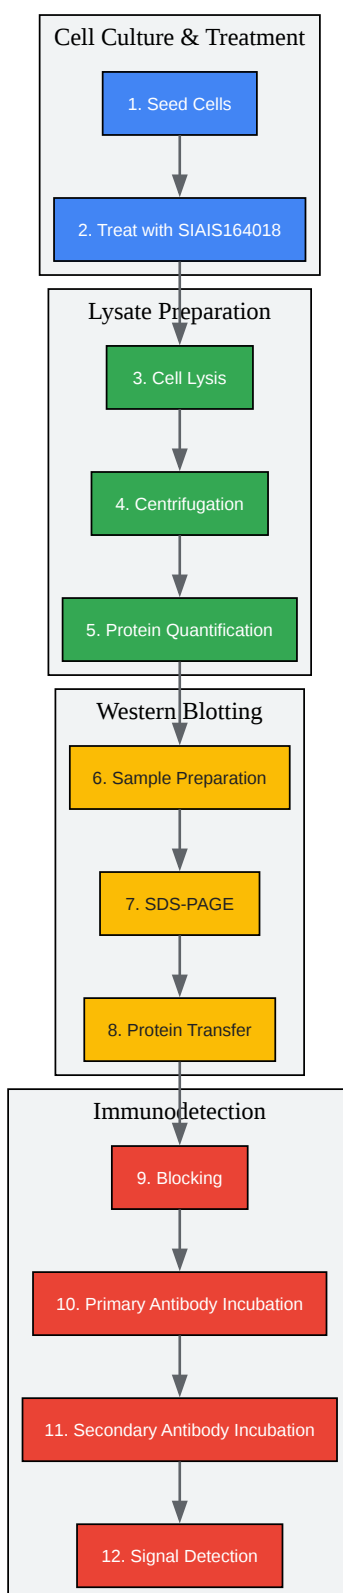 Cell Culture & Treatment
1. Seed Cells
2. Treat with SIAIS164018
Lysate Preparation
3. Cell Lysis
4. Centrifugation
5. Protein Quantification
Western Blotting
6. Sample Preparation
7. SDS-PAGE
8. Protein Transfer
Immunodetection
9. Blocking
10. Primary Antibody Incubation
11. Secondary Antibody Incubation
12. Signal Detection